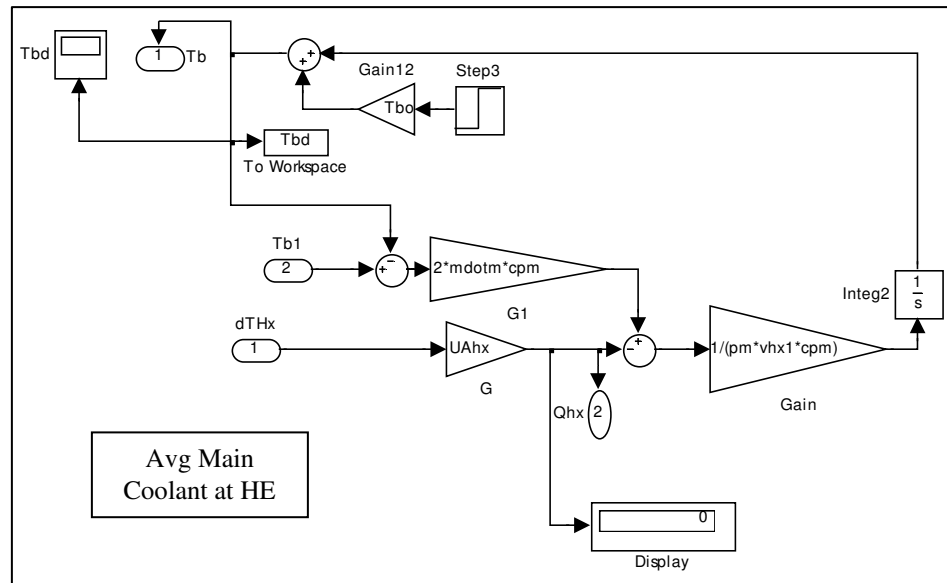 Tbd
1
Tb
+
+
Gain12
Step3
Tbo
Tbd
To Workspace
Tb1
2
+
-
2*mdotm*cpm
G1
Integ2
1
s
dTHx
1
UAhx
G
-
+
1/(pm*vhx1*cpm)
Gain
Qhx
2
Avg Main
Coolant at HE
0
Display